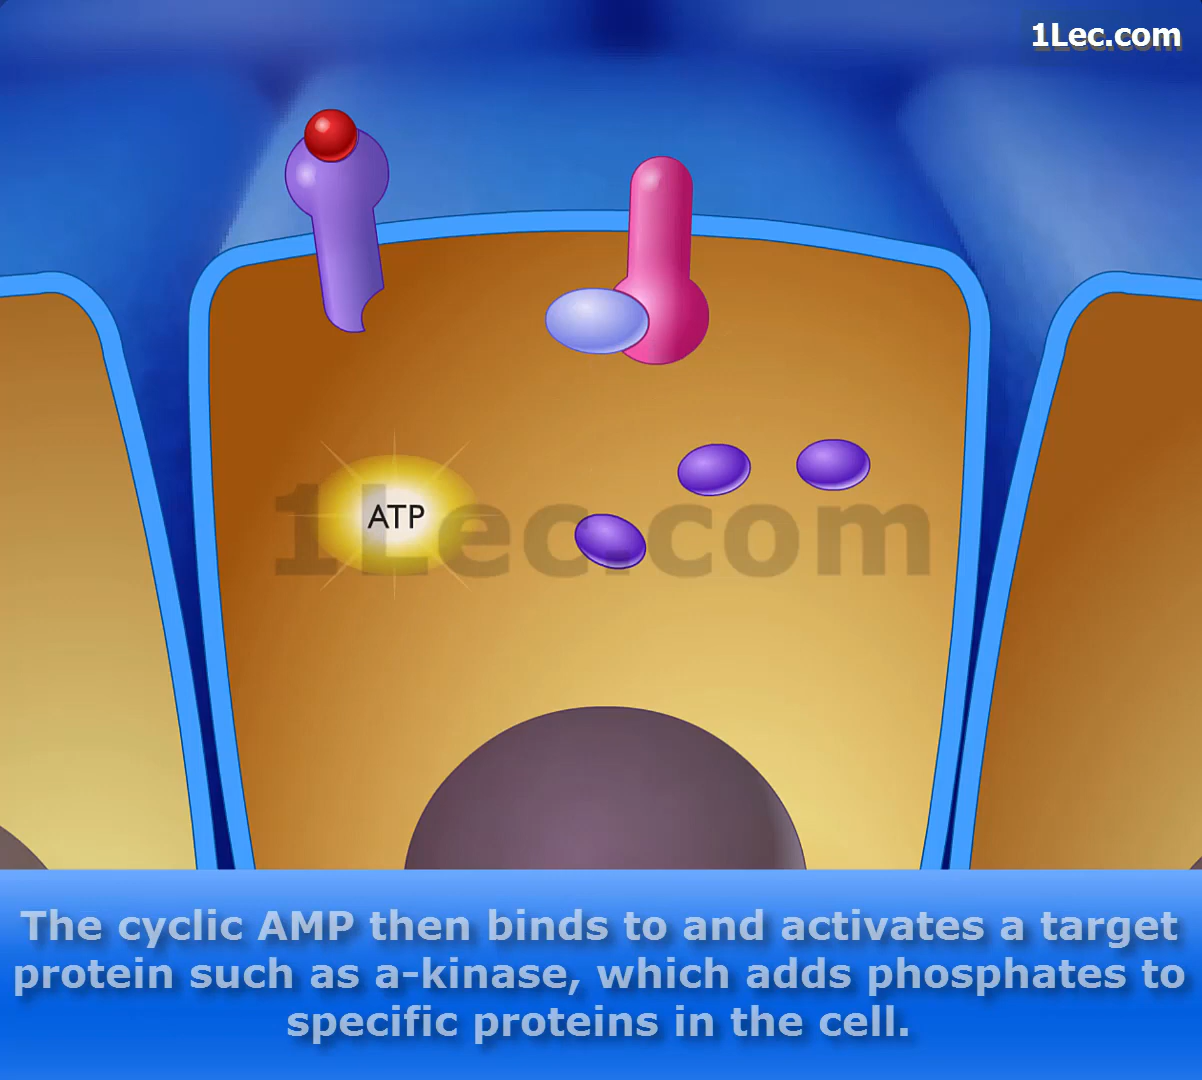 1Lec.com
ATP
1Lec.com
The cyclic AMP then binds to and activates a target
protein such as a-kinase, which adds phosphates to
specific proteins in the cell.